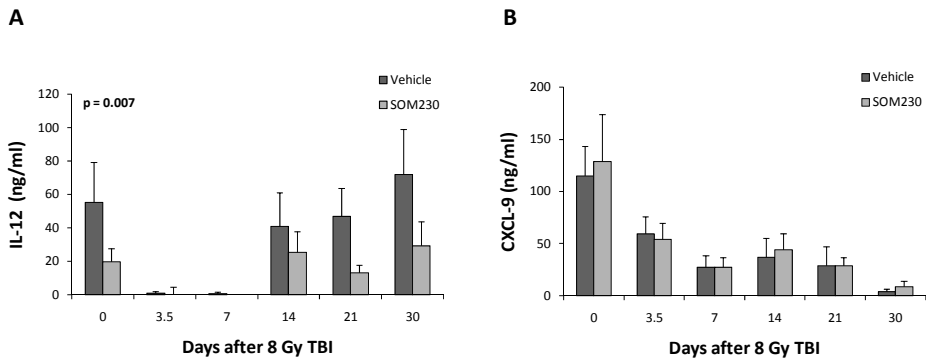 A
Vehicle
SOM230
p = 0.007
120
100
80
60
40
20
0
IL-12 (ng/ml)
0 3.5 7 14 21 30
Days after 8 Gy TBI
B
Vehicle
SOM230
200
150
100
50
0
CXCL-9 (ng/ml)
0 3.5 7 14 21 30
Days after 8 Gy TBI